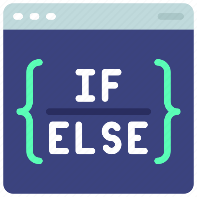 { IF
ELSE }